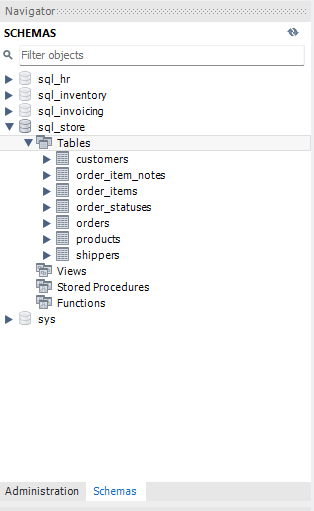 Navigator
SCHEMAS
Filter objects
sql_hr
sql_inventory
sql_invoicing
sql_store
Tables
customers
order_item_notes
order_items
order_statuses
orders
products
shippers
Views
Stored Procedures
Functions
sys
Administration Schemas